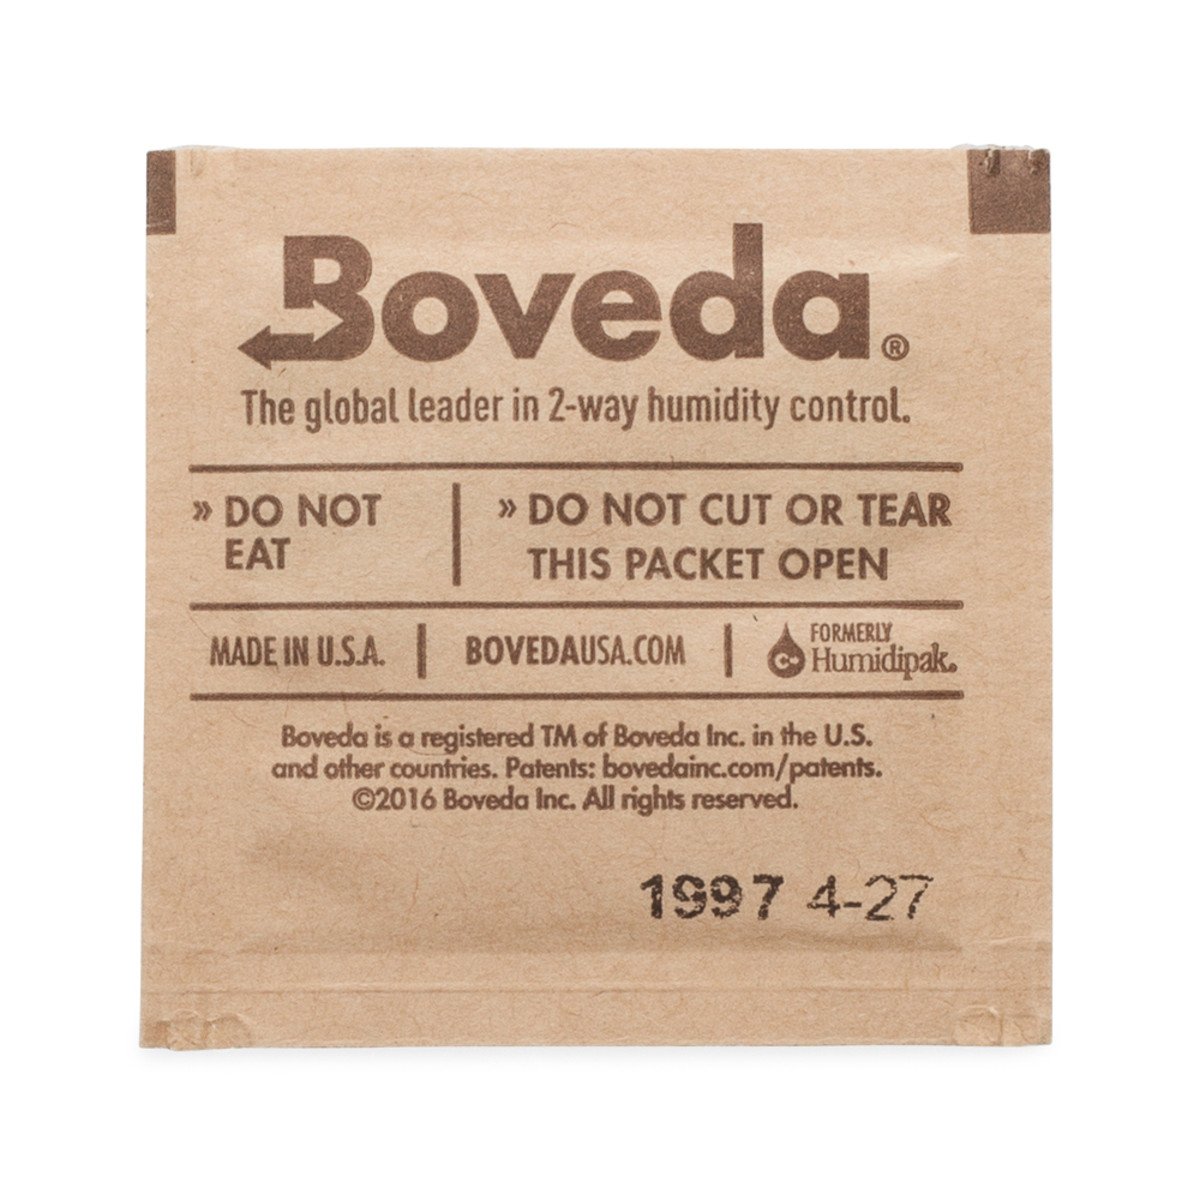 Boveda®
The global leader in 2-way humidity control.
» DO NOT
EAT
» DO NOT CUT OR TEAR
THIS PACKET OPEN
MADE IN U.S.A.
BOVEDAUSA.COM
FORMERLY
Humidipak®
Boveda is a registered TM of Boveda Inc. in the U.S.
and other countries. Patents: bovedainc.com/patents.
©2016 Boveda Inc. All rights reserved.
1997 4-27